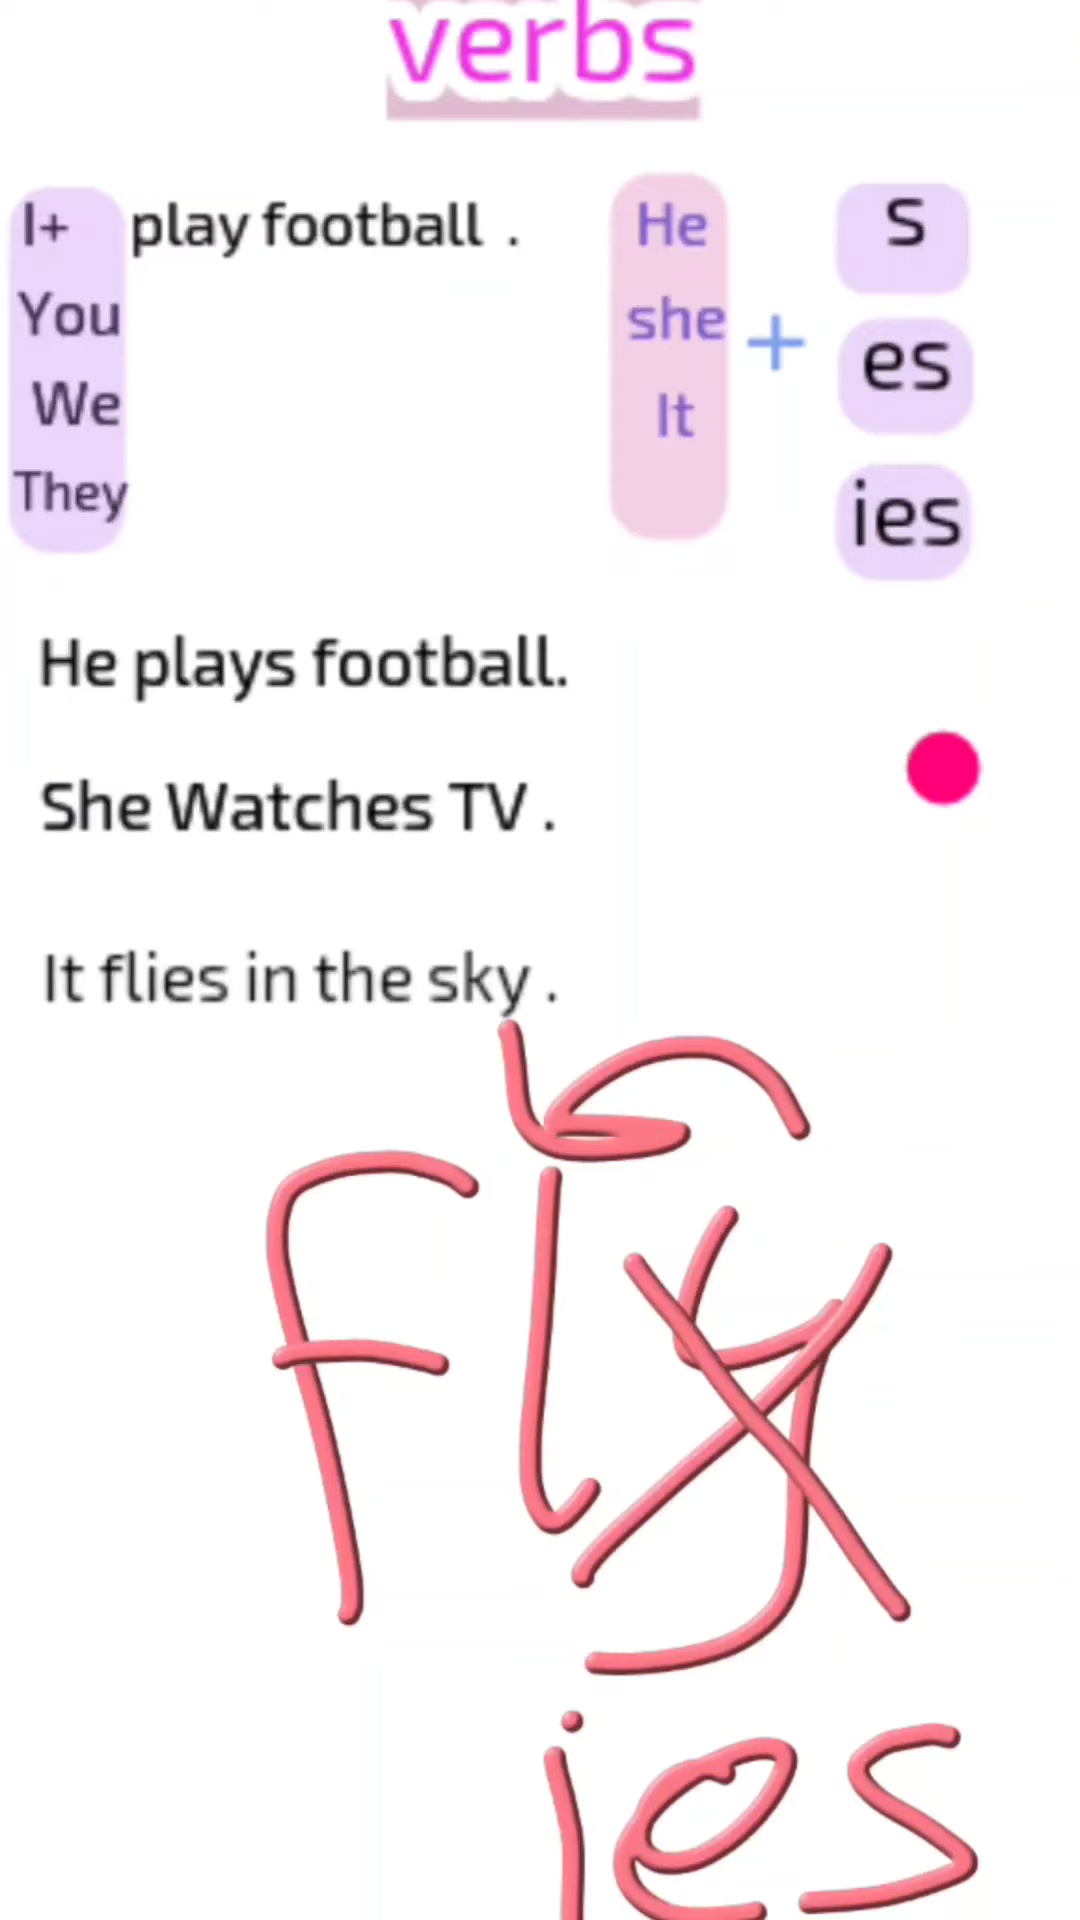 verbs
I+ play football .
You
We
They
He
she
It
+
s
es
ies
He plays football.
She Watches TV .
It flies in the sky .
Fly
ies